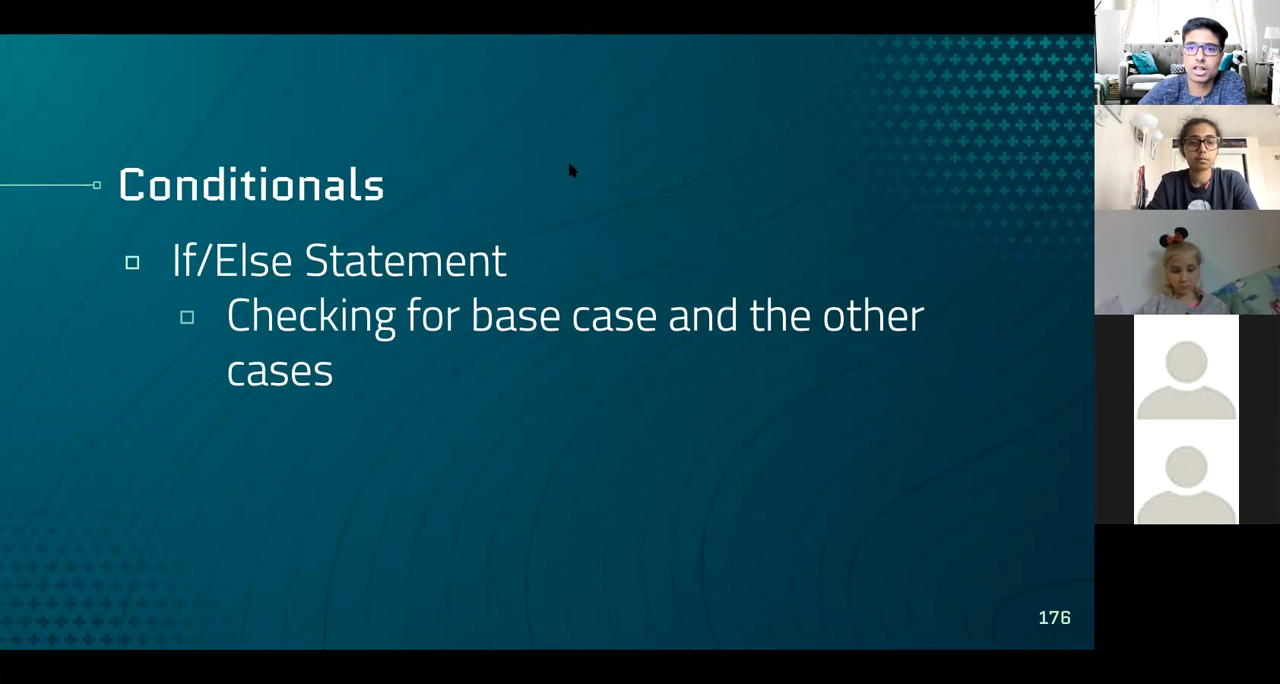 Conditionals
If/Else Statement
Checking for base case and the other
cases
176